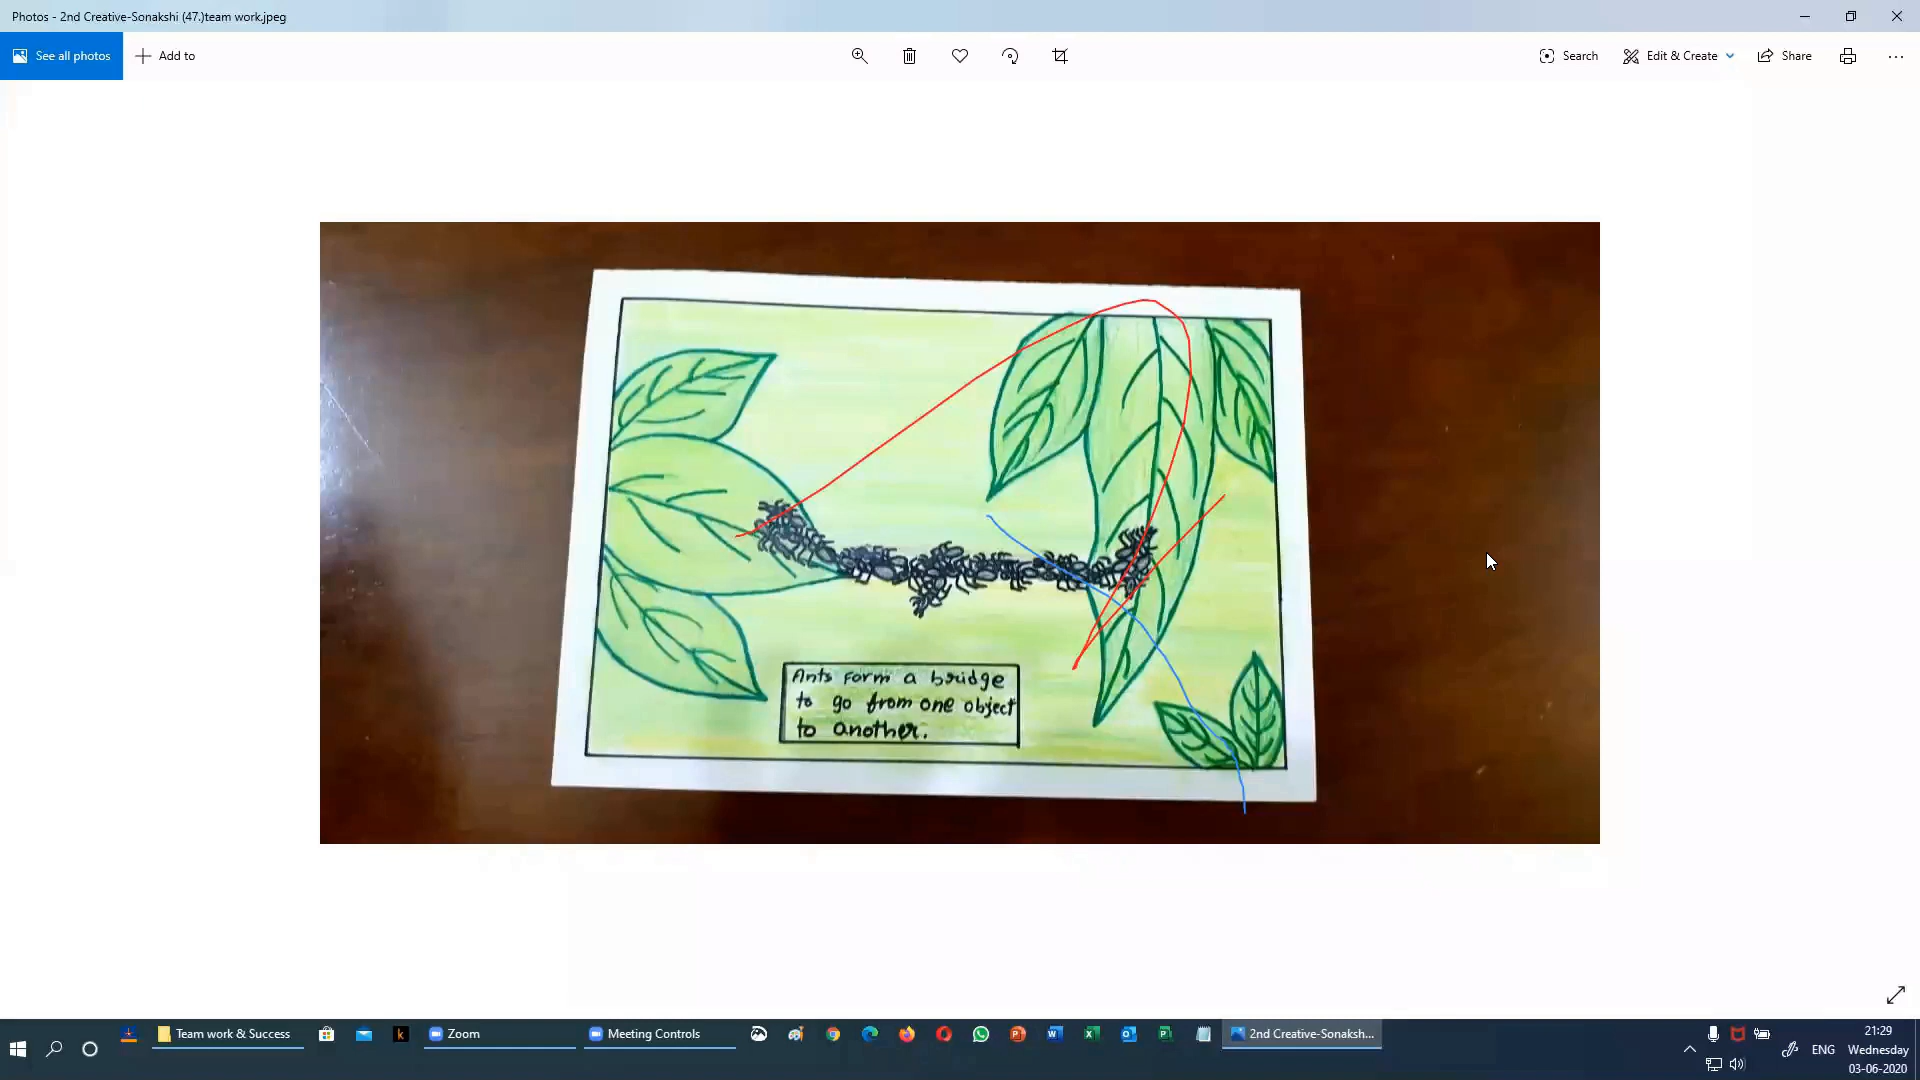 Photos - 2nd Creative-Sonakshi (47.)team work.jpeg
See all photos
Add to
Search
Edit & Create
Share
Ants form a bridge
to go from one object
to another.
Team work & Success
Zoom
Meeting Controls
2nd Creative-Sonaksh...
21:29
ENG
Wednesday
03-06-2020